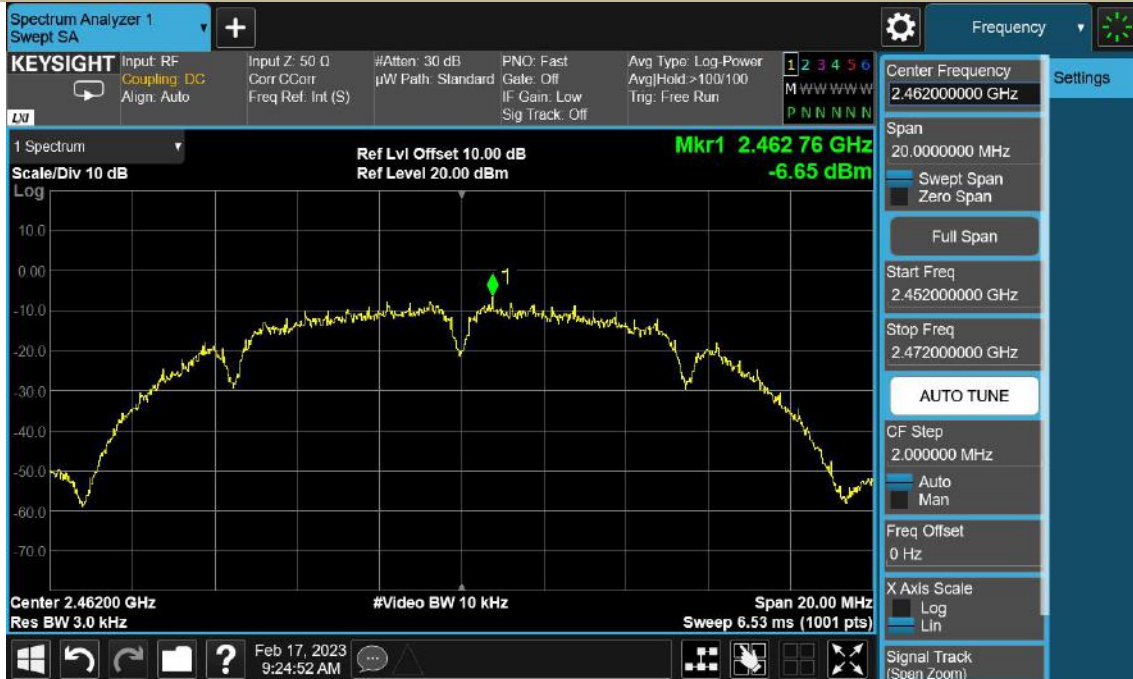 Spectrum Analyzer 1
Swept SA
Frequency
KEYSIGHT
LXI
Input: RF
Coupling: DC
Align: Auto
Input Z: 50 Ω
Corr CCorr
Freq Ref: Int (S)
#Atten: 30 dB
µW Path: Standard
PNO: Fast
Gate: Off
IF Gain: Low
Sig Track: Off
Avg Type: Log-Power
Avg|Hold:>100/100
Trig: Free Run
1 2 3 4 5 6
M W W W W W
P N N N N N
1 Spectrum
Scale/Div 10 dB
Ref Lvl Offset 10.00 dB
Ref Level 20.00 dBm
Mkr1 2.462 76 GHz
-6.65 dBm
Log
10.0
0.00
-10.0
-20.0
-30.0
-40.0
-50.0
-60.0
-70.0
1
Center 2.46200 GHz
#Video BW 10 kHz
Span 20.00 MHz
Res BW 3.0 kHz
Sweep 6.53 ms (1001 pts)
?
Feb 17, 2023
9:24:52 AM
Center Frequency
2.462000000 GHz
Settings
Span
20.0000000 MHz
Swept Span
Zero Span
Full Span
Start Freq
2.452000000 GHz
Stop Freq
2.472000000 GHz
AUTO TUNE
CF Step
2.000000 MHz
Auto
Man
Freq Offset
0 Hz
X Axis Scale
Log
Lin
Signal Track
(Span Zoom)